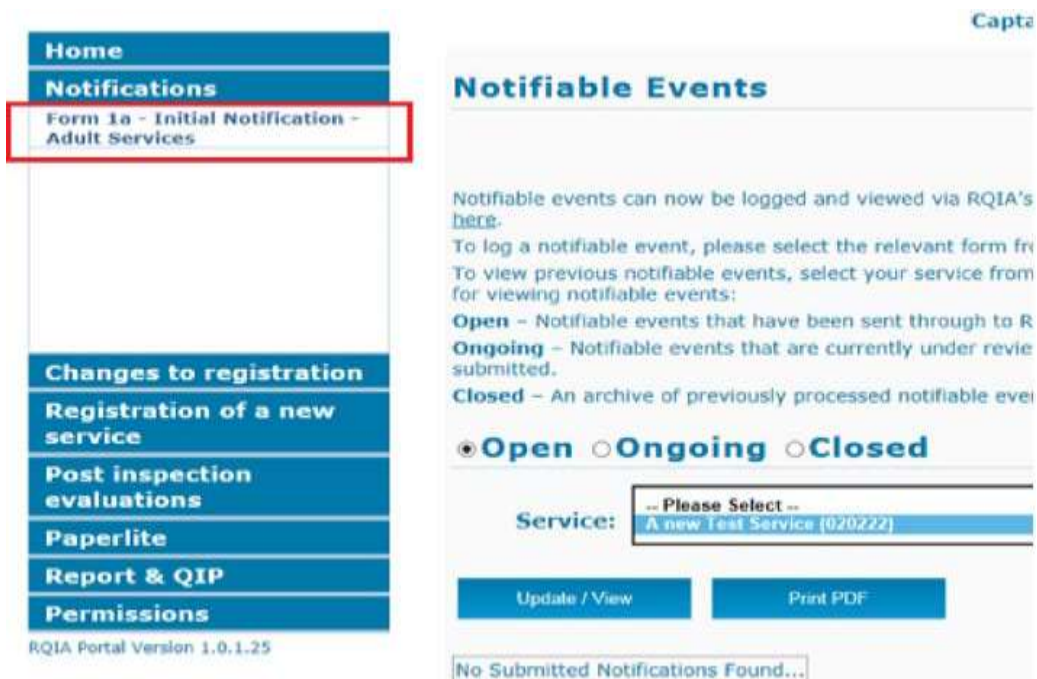 Capta
Home
Notifications
Form 1a - Initial Notification -
Adult Services
Changes to registration
Registration of a new
service
Post inspection
evaluations
Paperlite
Report & QIP
Permissions
RQIA Portal Version 1.0.1.25
Notifiable Events
Notifiable events can now be logged and viewed via RQIA's
here.
To log a notifiable event, please select the relevant form fr
To view previous notifiable events, select your service from
for viewing notifiable events:
Open – Notifiable events that have been sent through to R
Ongoing – Notifiable events that are currently under revie
submitted.
Closed – An archive of previously processed notifiable eve
Open Ongoing Closed
Service:
-- Please Select --
A new Test Service (020222)
Update / View Print PDF
No Submitted Notifications Found...